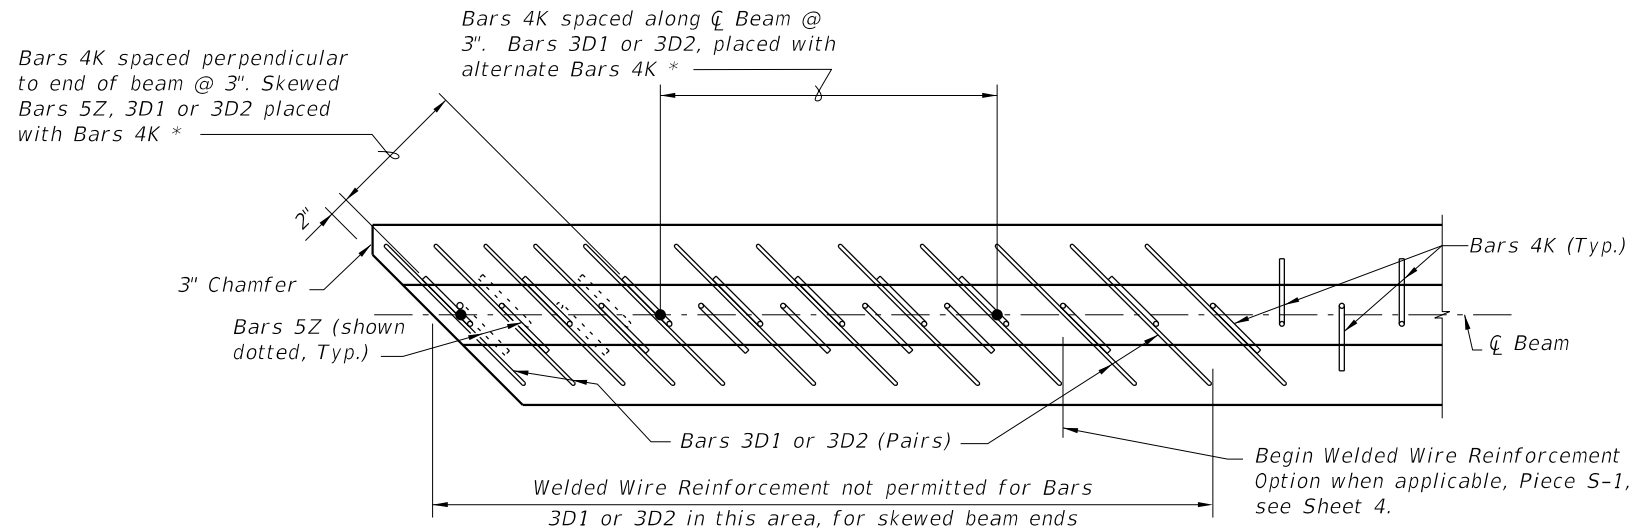 Bars 4K spaced along ℄ Beam @
3". Bars 3D1 or 3D2, placed with
alternate Bars 4K *
Bars 4K spaced perpendicular
to end of beam @ 3". Skewed
Bars 5Z, 3D1 or 3D2 placed
with Bars 4K *
2"
3" Chamfer
Bars 4K (Typ.)
Bars 5Z (shown
dotted, Typ.)
℄ Beam
Bars 3D1 or 3D2 (Pairs)
Begin Welded Wire Reinforcement
Option when applicable, Piece S-1,
see Sheet 4.
Welded Wire Reinforcement not permitted for Bars
3D1 or 3D2 in this area, for skewed beam ends